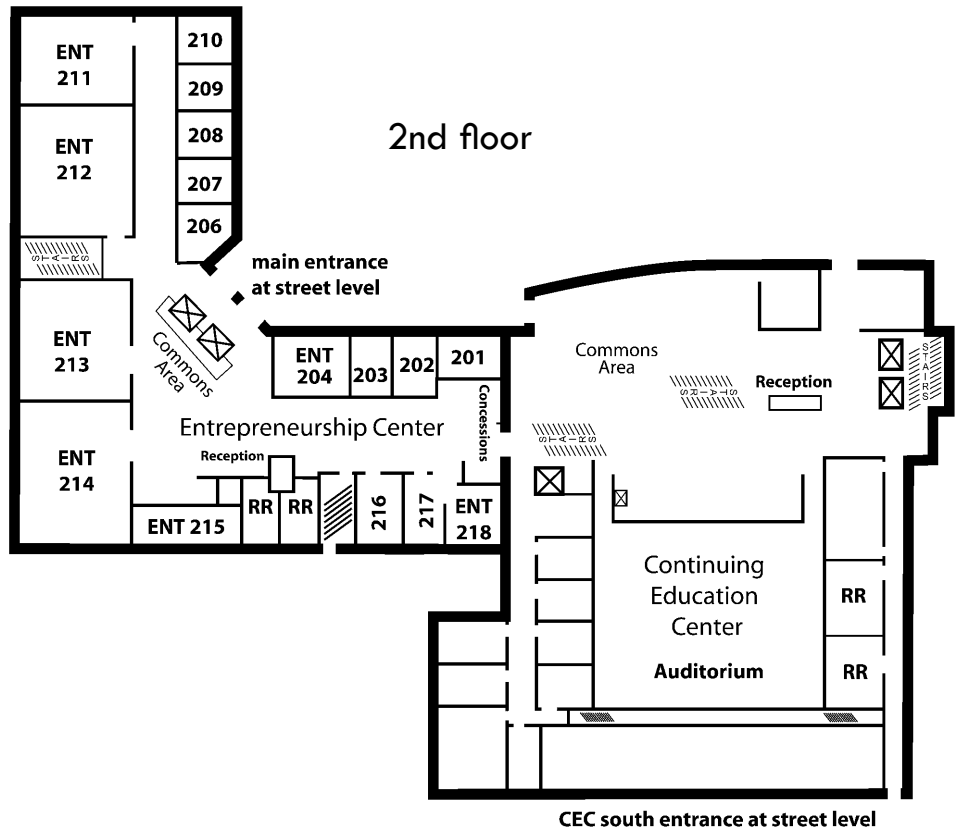 2nd floor
ENT
211
ENT
212
210
209
208
207
206
STAIRS
main entrance
at street level
ENT
213
Commons
Area
ENT
204
203
202
201
Concessions
Entrepreneurship Center
Reception
ENT
214
ENT 215
RR
RR
216
217
ENT
218
Commons
Area
STAIRS
Reception
STAIRS
STAIRS
Continuing
Education
Center
Auditorium
RR
RR
CEC south entrance at street level